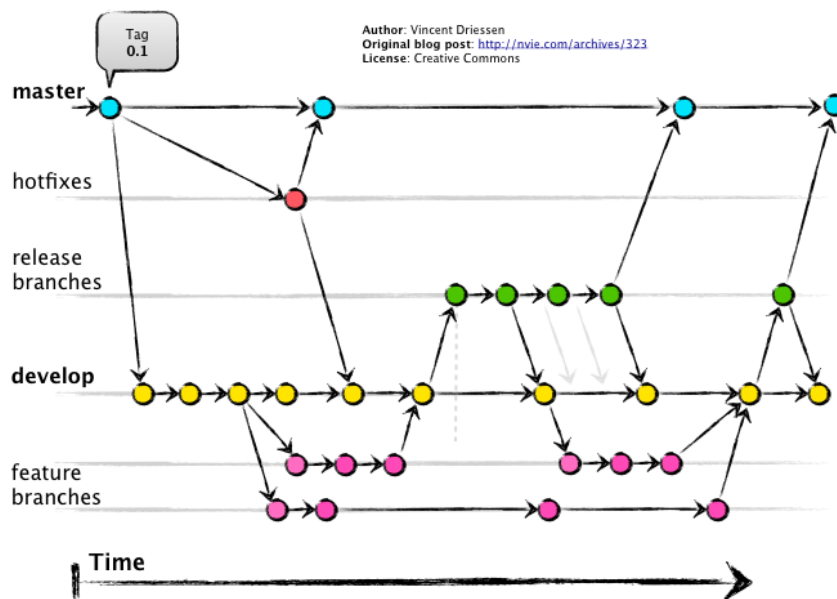 Tag
0.1
Author: Vincent Driessen
Original blog post: http://nvie.com/archives/323
License: Creative Commons
master
hotfixes
release
branches
develop
feature
branches
Time